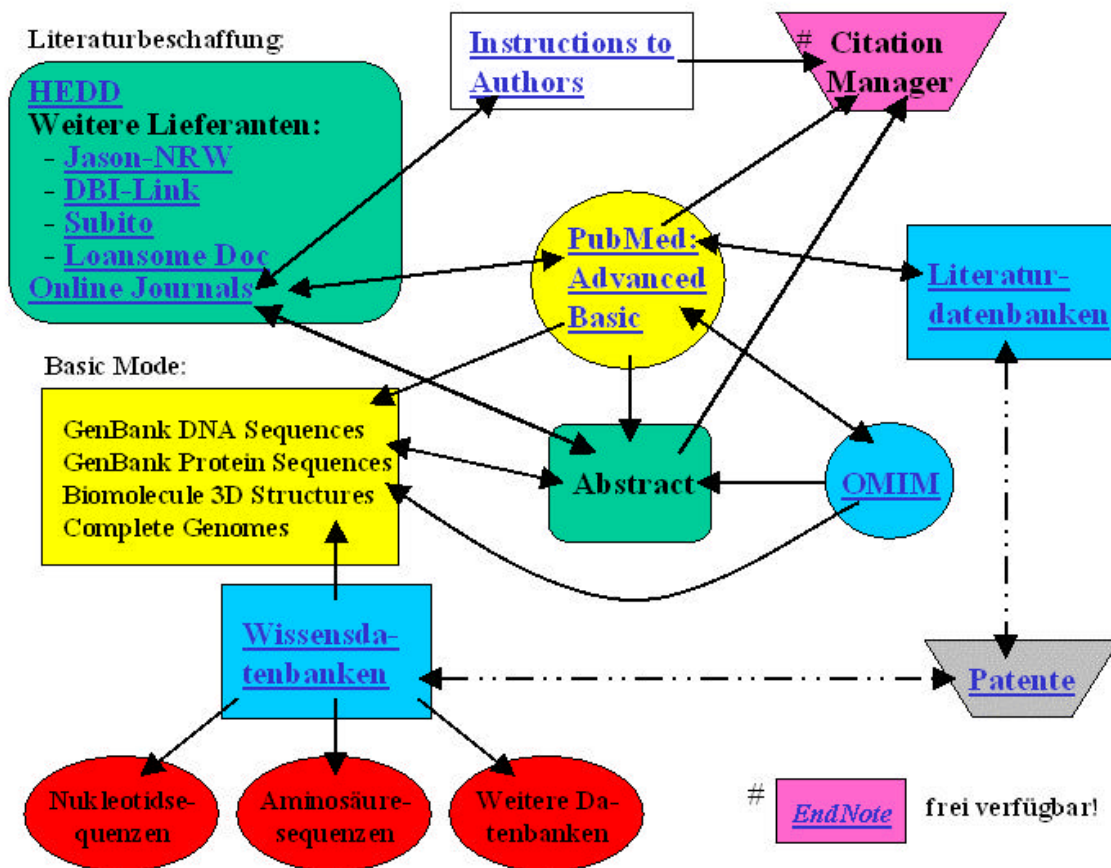 Literaturbeschaffung:
HEDD
Weitere Lieferanten:
- Jason-NRW
- DBI-Link
- Subito
- Loansome Doc
Online Journals
Instructions to
Authors
# Citation
Manager
PubMed:
Advanced
Basic
Literatur-
datenbanken
Basic Mode:
GenBank DNA Sequences
GenBank Protein Sequences
Biomolecule 3D Structures
Complete Genomes
Abstract
OMIM
Wissensda-
tenbanken
Patente
Nukleotidse-
quenzen
Aminosäure-
sequenzen
Weitere Da-
tenbanken
# EndNote frei verfügbar!